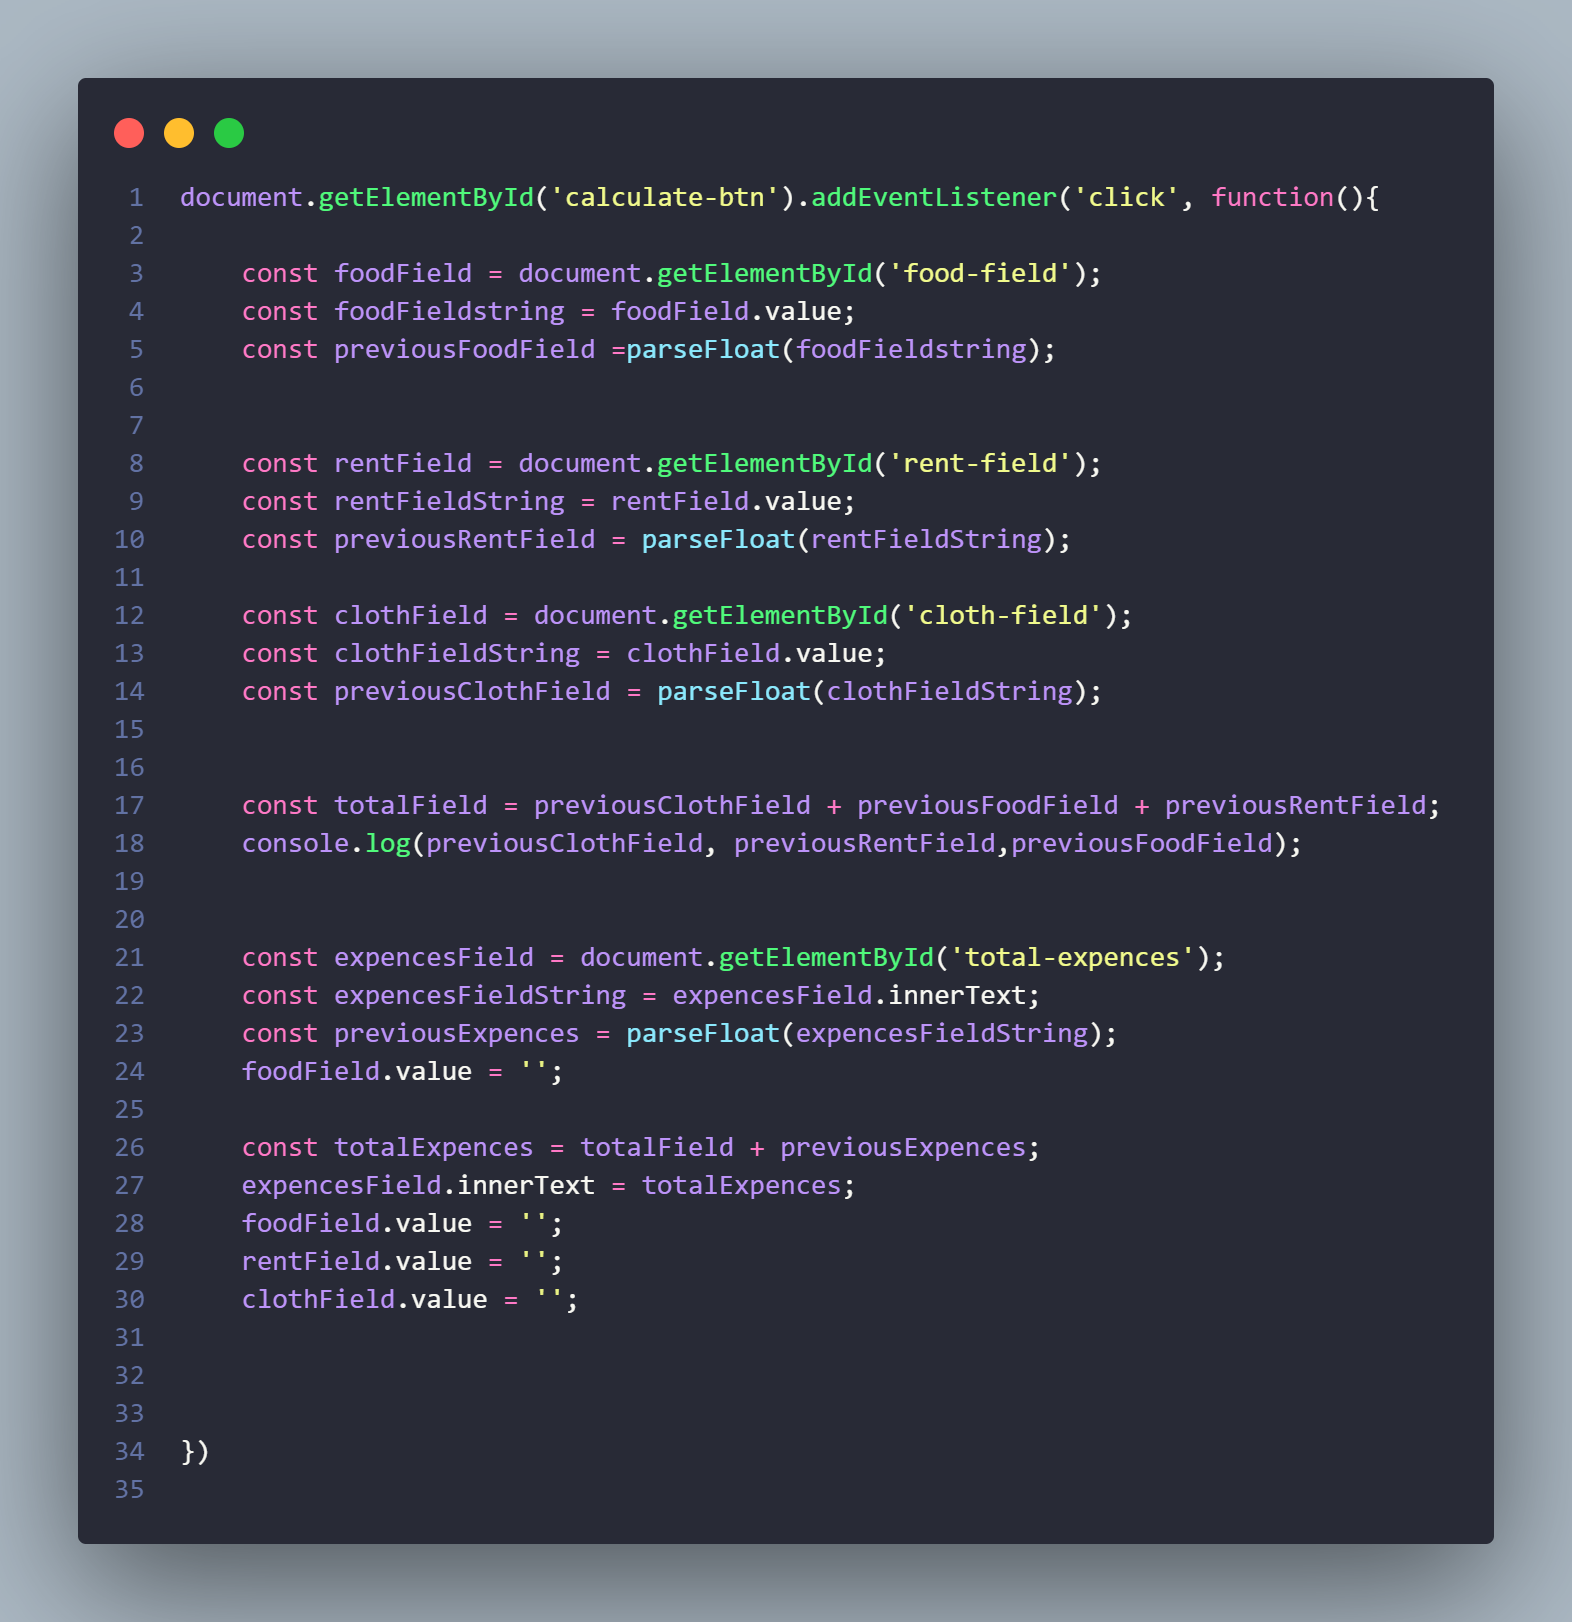 1 document.getElementById('calculate-btn').addEventListener('click', function(){
2
3     const foodField = document.getElementById('food-field');
4     const foodFieldstring = foodField.value;
5     const previousFoodField =parseFloat(foodFieldstring);
6
7
8     const rentField = document.getElementById('rent-field');
9     const rentFieldString = rentField.value;
10     const previousRentField = parseFloat(rentFieldString);
11
12     const clothField = document.getElementById('cloth-field');
13     const clothFieldString = clothField.value;
14     const previousClothField = parseFloat(clothFieldString);
15
16
17     const totalField = previousClothField + previousFoodField + previousRentField;
18     console.log(previousClothField, previousRentField,previousFoodField);
19
20
21     const expencesField = document.getElementById('total-expences');
22     const expencesFieldString = expencesField.innerText;
23     const previousExpences = parseFloat(expencesFieldString);
24     foodField.value = '';
25
26     const totalExpences = totalField + previousExpences;
27     expencesField.innerText = totalExpences;
28     foodField.value = '';
29     rentField.value = '';
30     clothField.value = '';
31
32
33
34 })
35